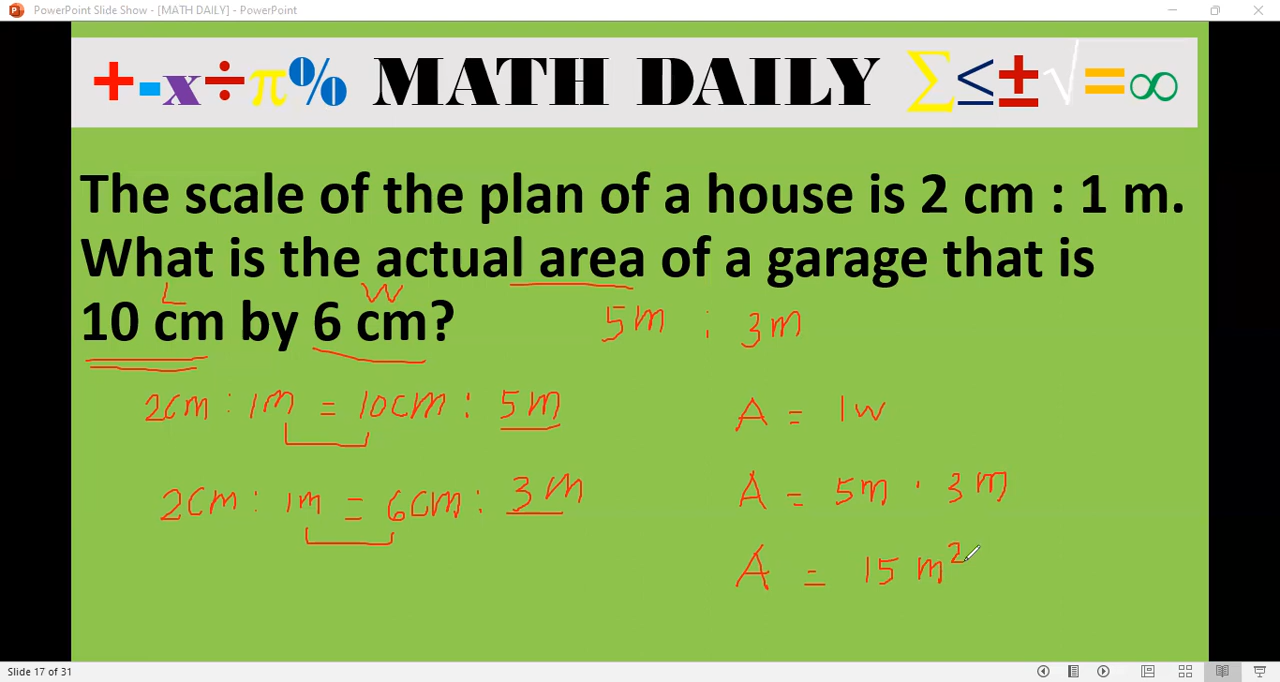 PowerPoint Slide Show - [MATH DAILY] - PowerPoint
+-x÷π% MATH DAILY Σ≤±√=∞
The scale of the plan of a house is 2 cm : 1 m.
What is the actual area of a garage that is
L W
10 cm by 6 cm? 5m : 3m
2cm : 1m = 10cm : 5m
A = lw
2cm : 1m = 6cm : 3m
A = 5m · 3m
A = 15 m²
Slide 17 of 31